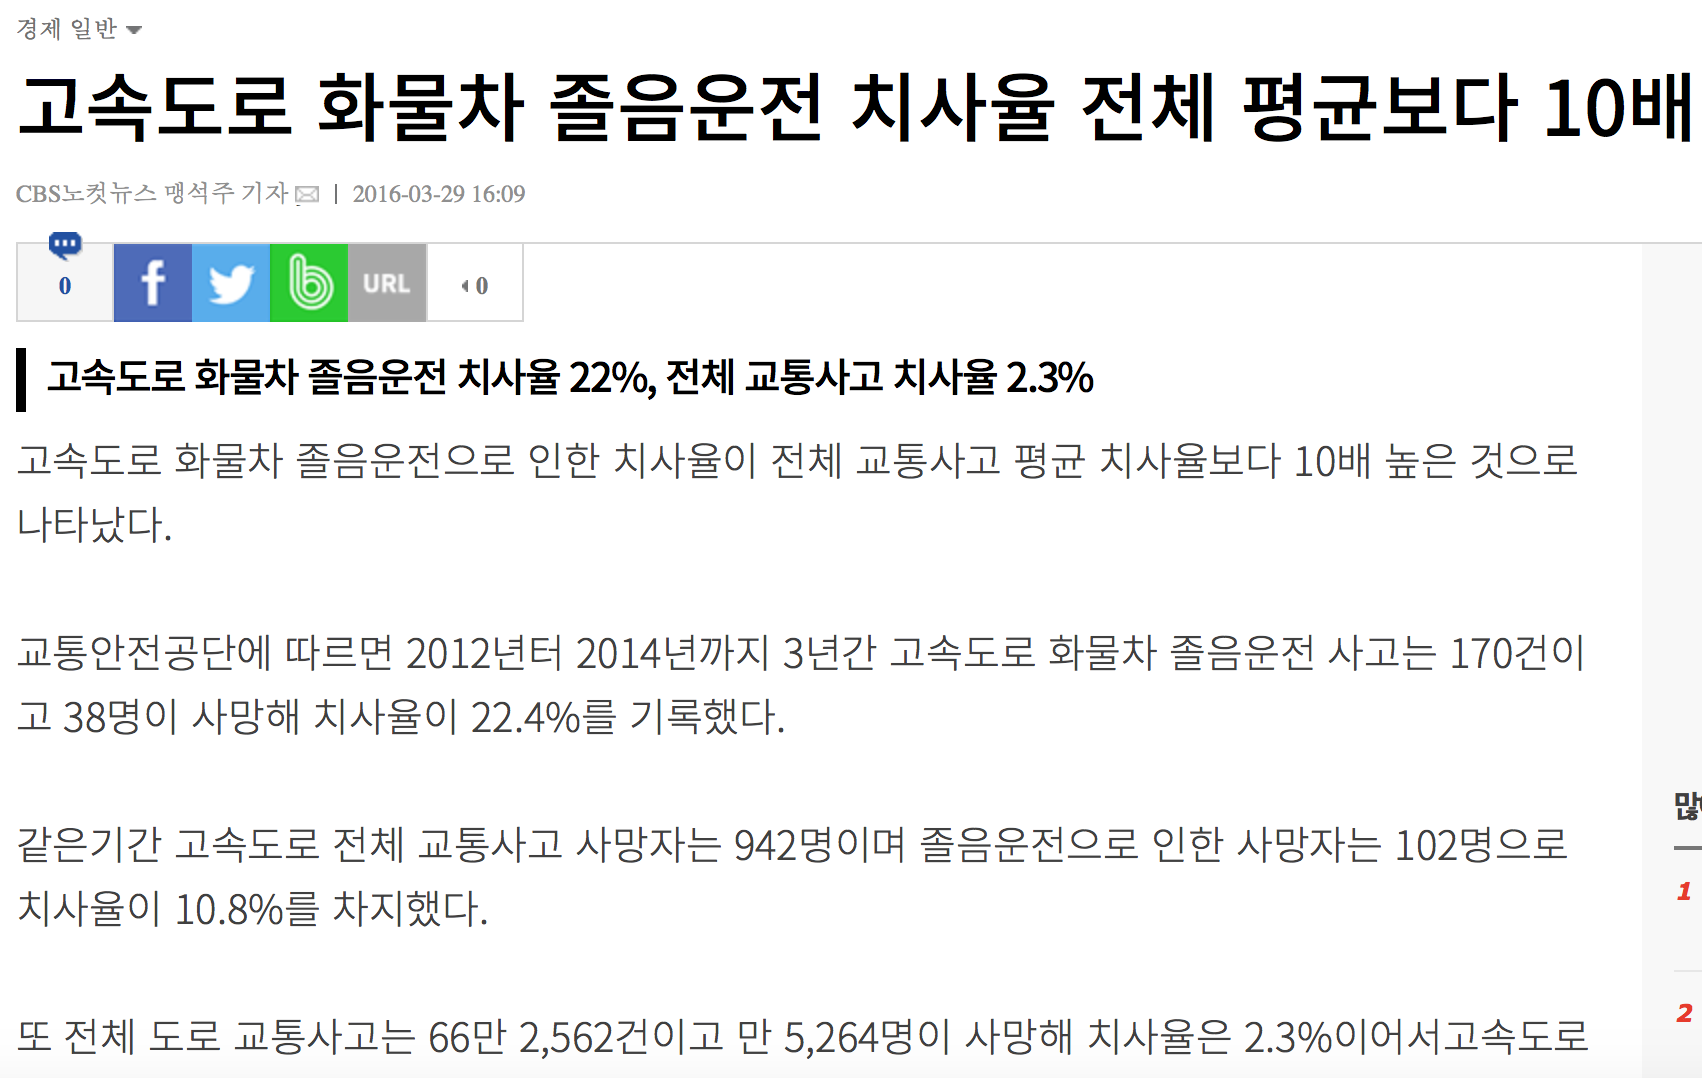 경제 일반
고속도로 화물차 졸음운전 치사율 전체 평균보다 10배
CBS노컷뉴스 맹석주 기자 | 2016-03-29 16:09
0
f
URL
0
고속도로 화물차 졸음운전 치사율 22%, 전체 교통사고 치사율 2.3%
고속도로 화물차 졸음운전으로 인한 치사율이 전체 교통사고 평균 치사율보다 10배 높은 것으로
나타났다.
교통안전공단에 따르면 2012년터 2014년까지 3년간 고속도로 화물차 졸음운전 사고는 170건이
고 38명이 사망해 치사율이 22.4%를 기록했다.
같은기간 고속도로 전체 교통사고 사망자는 942명이며 졸음운전으로 인한 사망자는 102명으로
치사율이 10.8%를 차지했다.
또 전체 도로 교통사고는 66만 2,562건이고 만 5,264명이 사망해 치사율은 2.3%이어서고속도로
1
2